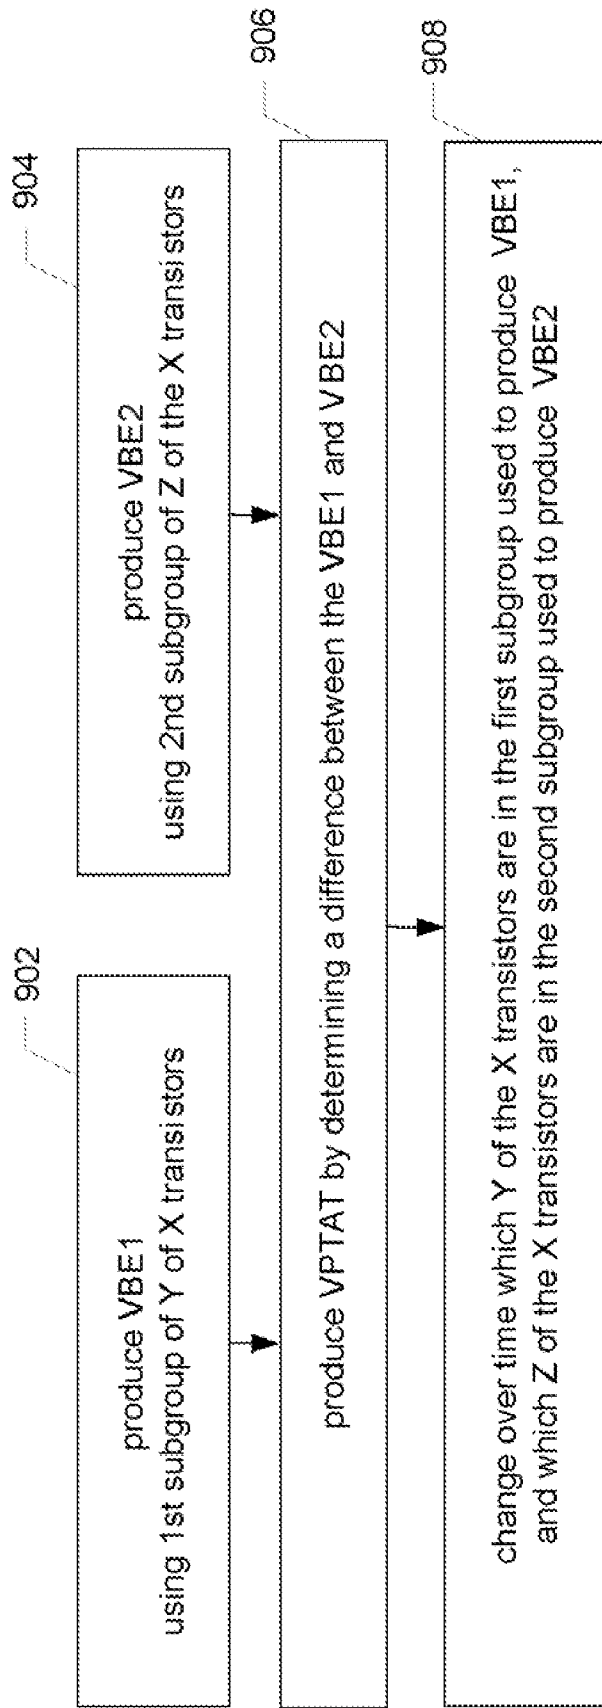 902
produce VBE1
using 1st subgroup of Y of X transistors
904
produce VBE2
using 2nd subgroup of Z of the X transistors
906
produce VPTAT by determining a difference between the VBE1 and VBE2
908
change over time which Y of the X transistors are in the first subgroup used to produce VBE1,
and which Z of the X transistors are in the second subgroup used to produce VBE2